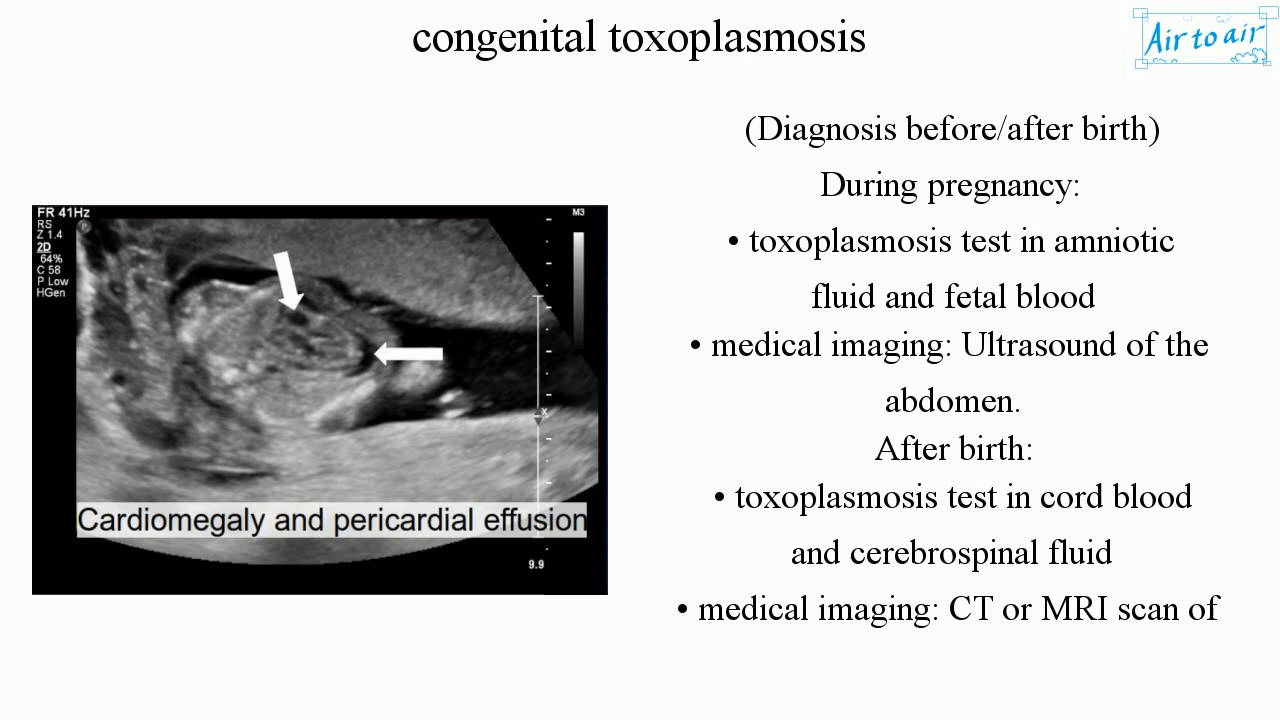 congenital toxoplasmosis
Air to air
(Diagnosis before/after birth)
During pregnancy:
• toxoplasmosis test in amniotic
fluid and fetal blood
• medical imaging: Ultrasound of the
abdomen.
After birth:
• toxoplasmosis test in cord blood
and cerebrospinal fluid
• medical imaging: CT or MRI scan of
FR 41Hz
RS
Z 1.4
2D
64%
C 58
P Low
HGen
P
M3
X
Cardiomegaly and pericardial effusion
9.9